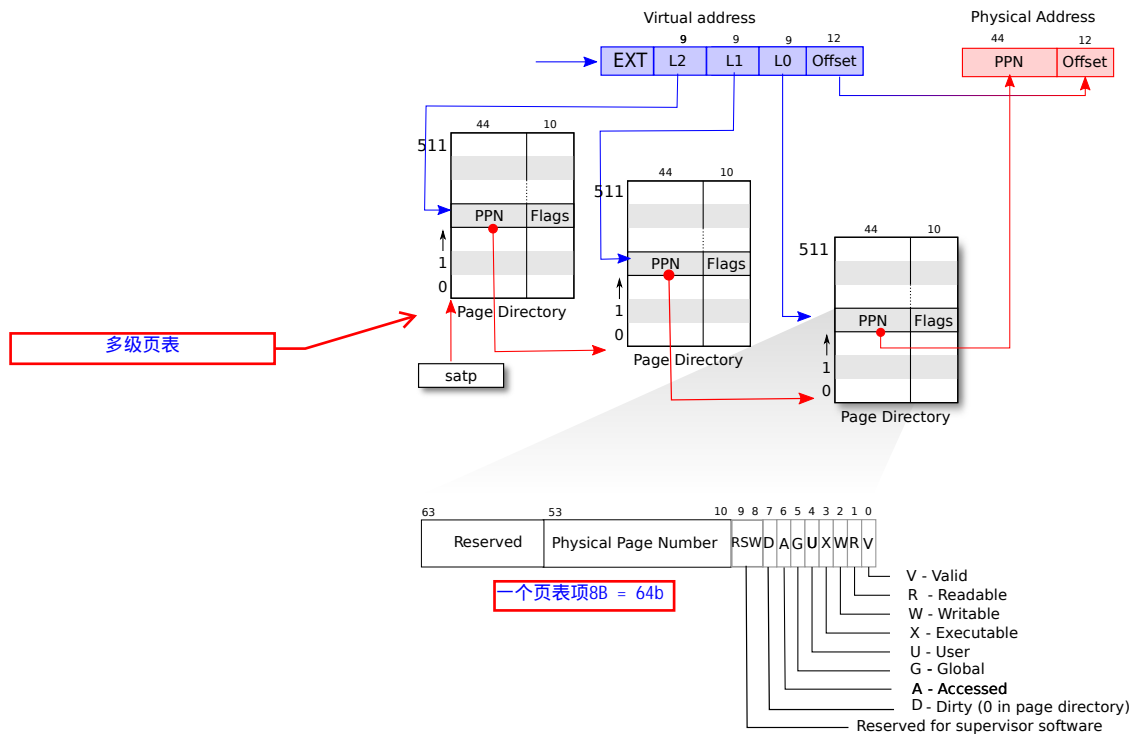 Virtual address
Physical Address
9 9 9 12
44 12
EXT L2 L1 L0 Offset
PPN Offset
44 10
511
PPN Flags
1
0
Page Directory
satp
44 10
511
PPN Flags
1
0
Page Directory
44 10
511
PPN Flags
1
0
Page Directory
多级页表
63 53 10 9 8 7 6 5 4 3 2 1 0
Reserved Physical Page Number RSW D A G U X W R V
一个页表项8B = 64b
V - Valid
R - Readable
W - Writable
X - Executable
U - User
G - Global
A - Accessed
D - Dirty (0 in page directory)
Reserved for supervisor software